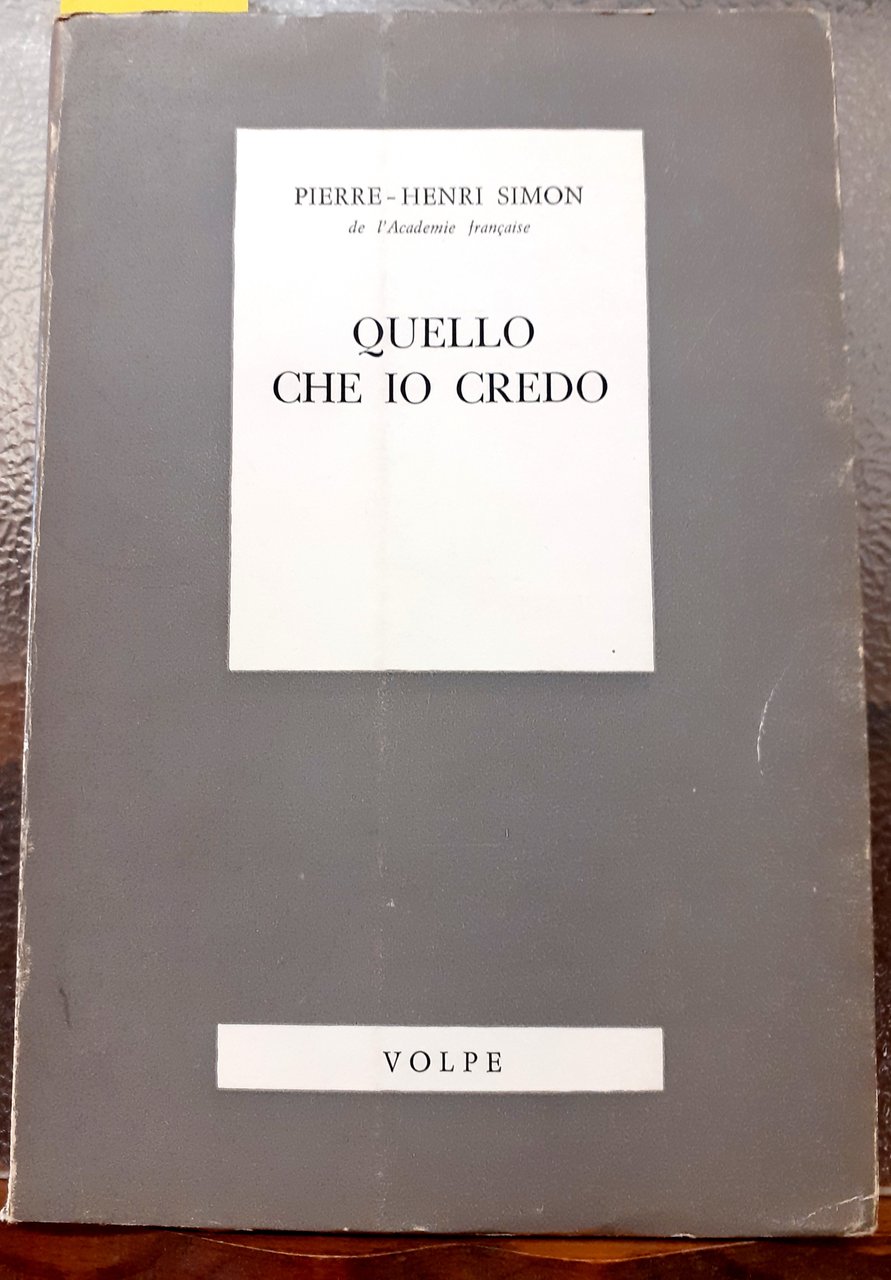 PIERRE-HENRI SIMON
de l'Academie française
QUELLO
CHE IO CREDO
VOLPE